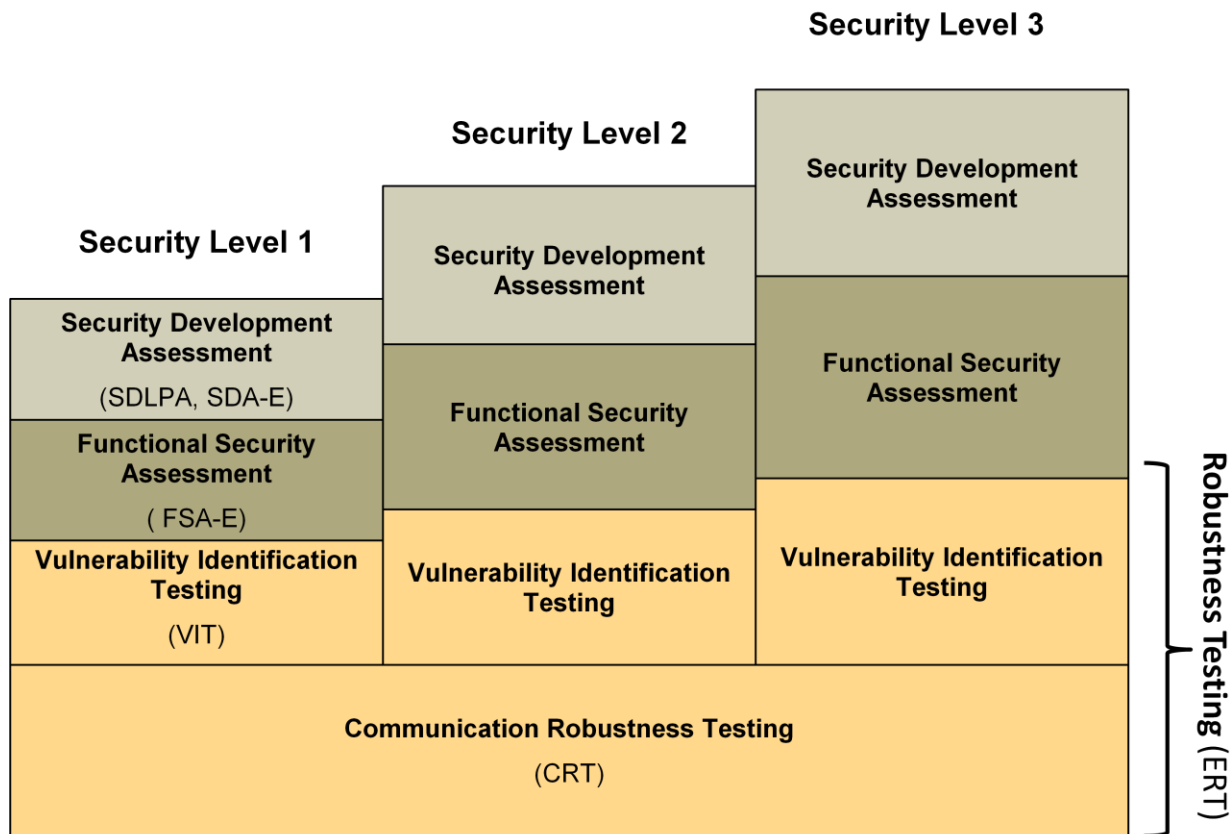 Security Level 3
Security Level 2
Security Level 1
Security Development
Assessment
Security Development
Assessment
Security Development
Assessment
(SDLPA, SDA-E)
Functional Security
Assessment
Functional Security
Assessment
Functional Security
Assessment
( FSA-E)
Vulnerability Identification
Testing
(VIT)
Vulnerability Identification
Testing
Vulnerability Identification
Testing
Communication Robustness Testing
(CRT)
Robustness Testing (ERT)